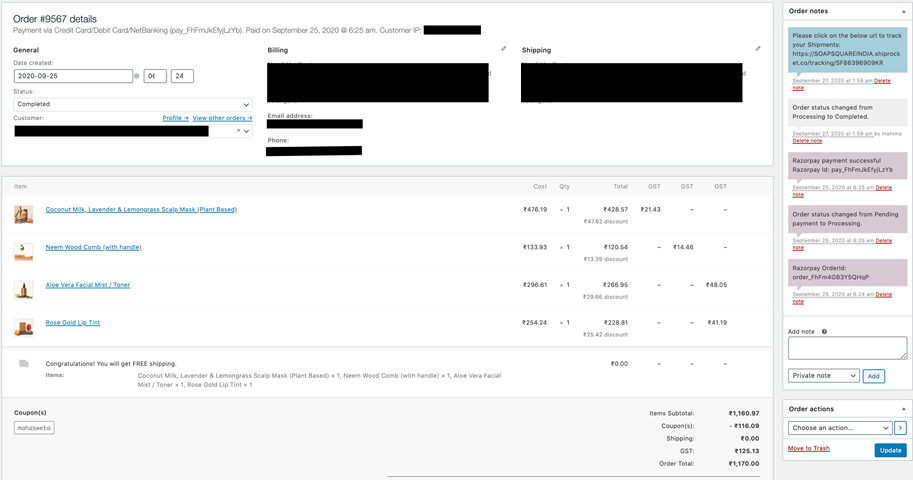 Order #9567 details
Payment via Credit Card/Debit Card/NetBanking (pay_FhFmJkEfyjLzYb). Paid on September 25, 2020 @ 6:25 am. Customer IP:
General
Date created:
2020-09-25 @ 06 24
Status:
Completed
Customer: Profile → View other orders →
×
Billing
Email address:
Phone:
Shipping
Item Cost Qty Total GST GST GST
Coconut Milk, Lavender & Lemongrass Scalp Mask (Plant Based) ₹476.19 × 1 ₹428.57 ₹21.43 – –
₹47.62 discount
Neem Wood Comb (with handle) ₹133.93 × 1 ₹120.54 – ₹14.46 –
₹13.39 discount
Aloe Vera Facial Mist / Toner ₹296.61 × 1 ₹266.95 – – ₹48.05
₹29.66 discount
Rose Gold Lip Tint ₹254.24 × 1 ₹228.81 – – ₹41.19
₹25.42 discount
Congratulations! You will get FREE shipping. ₹0.00 – – –
Items: Coconut Milk, Lavender & Lemongrass Scalp Mask (Plant Based) × 1, Neem Wood Comb (with handle) × 1, Aloe Vera Facial
Mist / Toner × 1, Rose Gold Lip Tint × 1
Coupon(s)
mahasweta
Items Subtotal: ₹1,160.97
Coupon(s): - ₹116.09
Shipping: ₹0.00
GST: ₹125.13
Order Total: ₹1,170.00
Order notes
Please click on the below url to track
your Shipments:
https://SOAPSQUAREINDIA.shiprock
et.co/tracking/SF86396909KR
September 27, 2020 at 1:59 am Delete
note
Order status changed from
Processing to Completed.
September 27, 2020 at 1:59 am by mahima
Delete note
Razorpay payment successful
Razorpay Id: pay_FhFmJkEfyjLzYb
September 25, 2020 at 6:25 am Delete
note
Order status changed from Pending
payment to Processing.
September 25, 2020 at 6:25 am Delete
note
Razorpay OrderId:
order_FhFm4GB3Y5QHqP
September 25, 2020 at 6:24 am Delete
note
Add note
Private note Add
Order actions
Choose an action...
Move to Trash Update